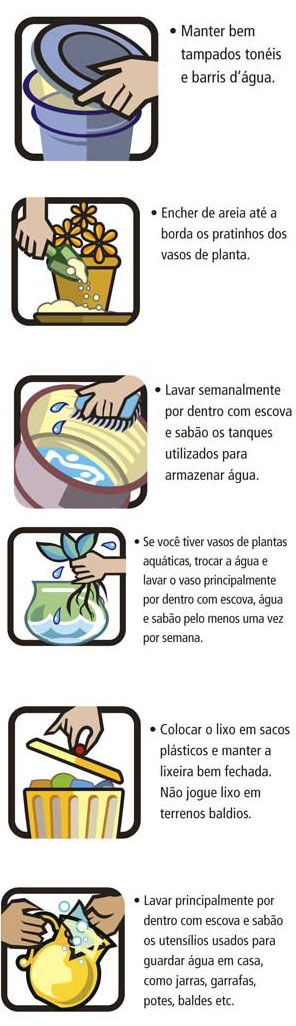 • Manter bem
tampados tonéis
e barris d'água.
• Encher de areia até a
borda os pratinhos dos
vasos de planta.
• Lavar semanalmente
por dentro com escova
e sabão os tanques
utilizados para
armazenar água.
• Se você tiver vasos de plantas
aquáticas, trocar a água e
lavar o vaso principalmente
por dentro com escova, água
e sabão pelo menos uma vez
por semana.
• Colocar o lixo em sacos
plásticos e manter a
lixeira bem fechada.
Não jogue lixo em
terrenos baldios.
• Lavar principalmente por
dentro com escova e sabão
os utensílios usados para
guardar água em casa,
como jarras, garrafas,
potes, baldes etc.